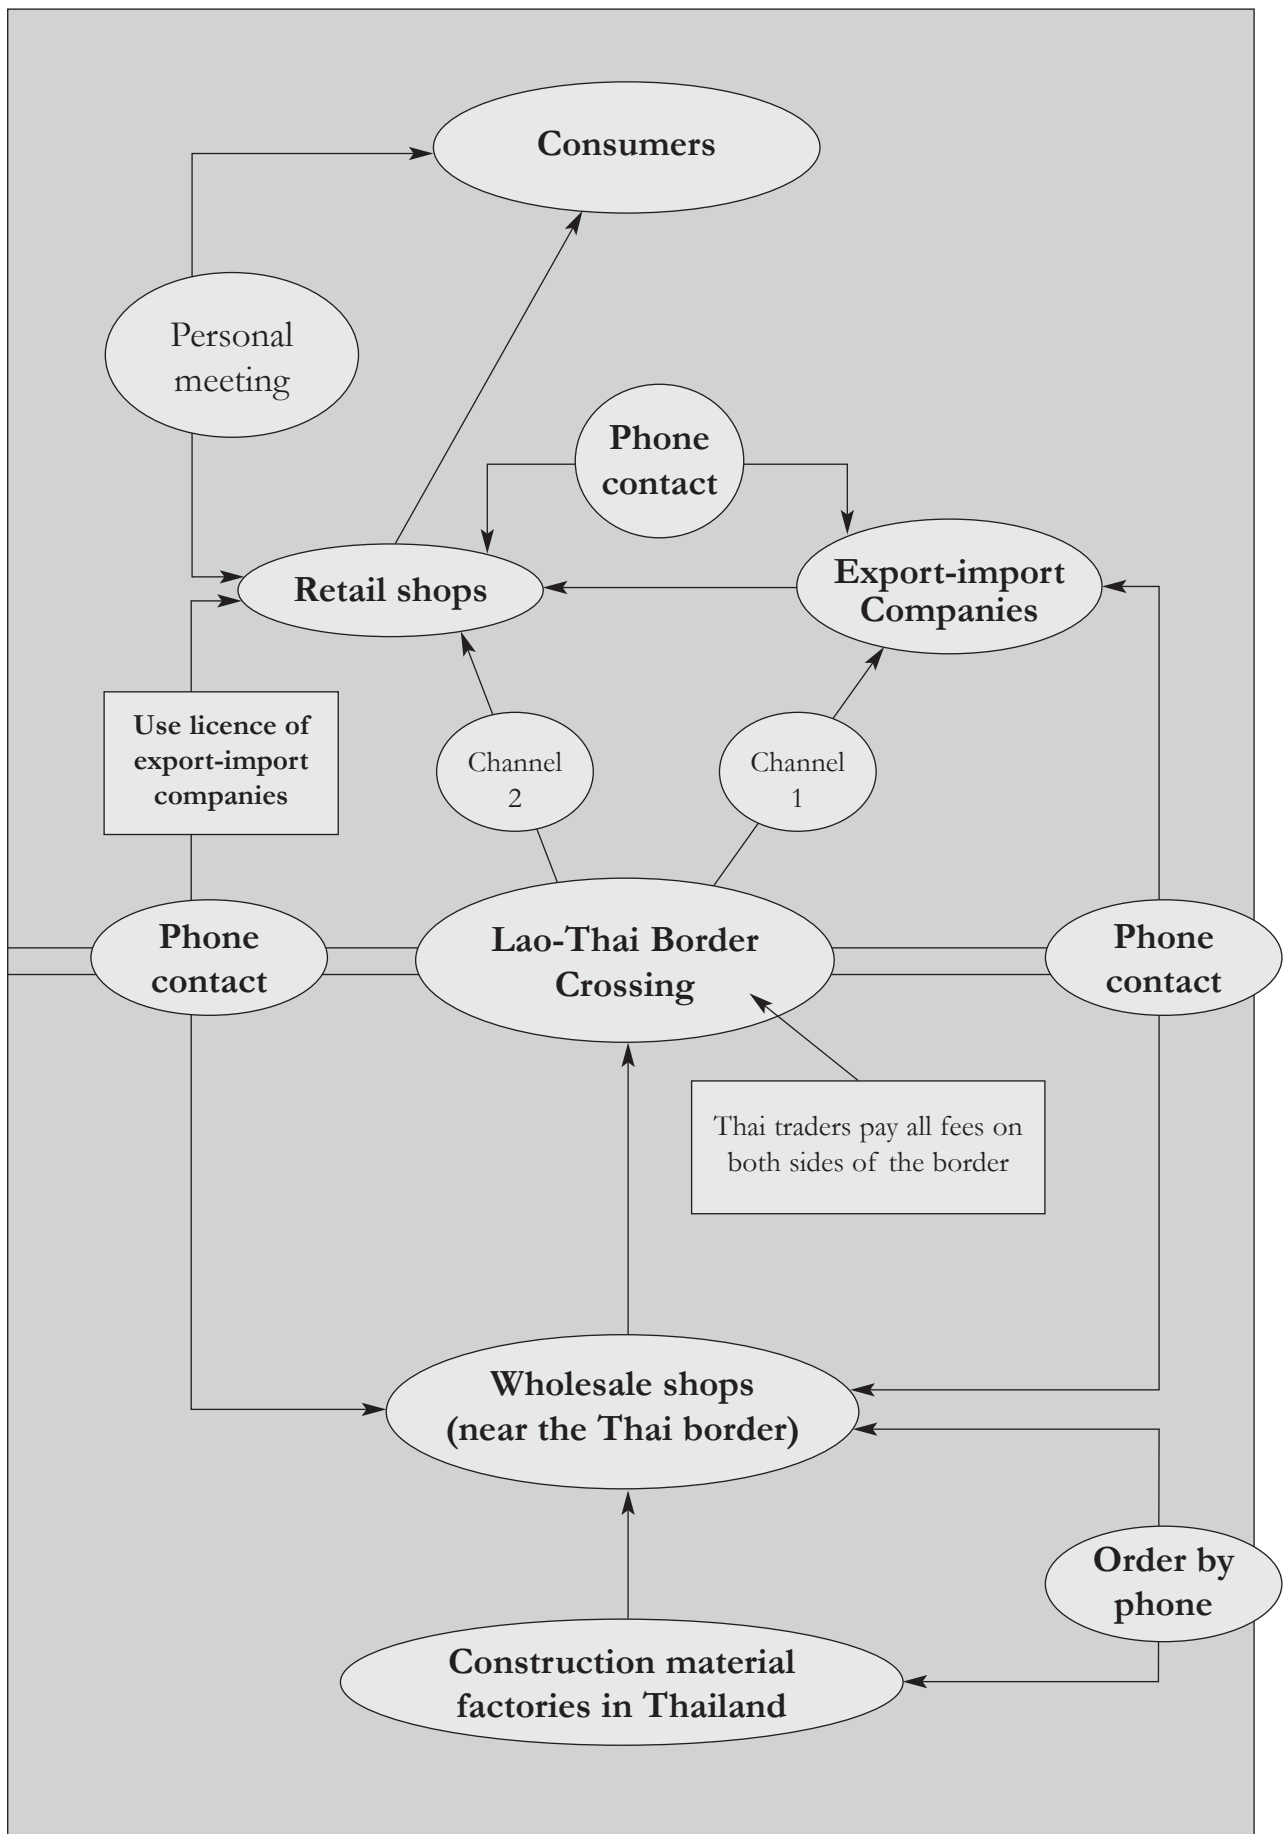 Consumers
Personal
meeting
Phone
contact
Retail shops
Export-import
Companies
Use licence of
export-import
companies
Channel
2
Channel
1
Phone
contact
Lao-Thai Border
Crossing
Phone
contact
Thai traders pay all fees on
both sides of the border
Wholesale shops
(near the Thai border)
Order by
phone
Construction material
factories in Thailand